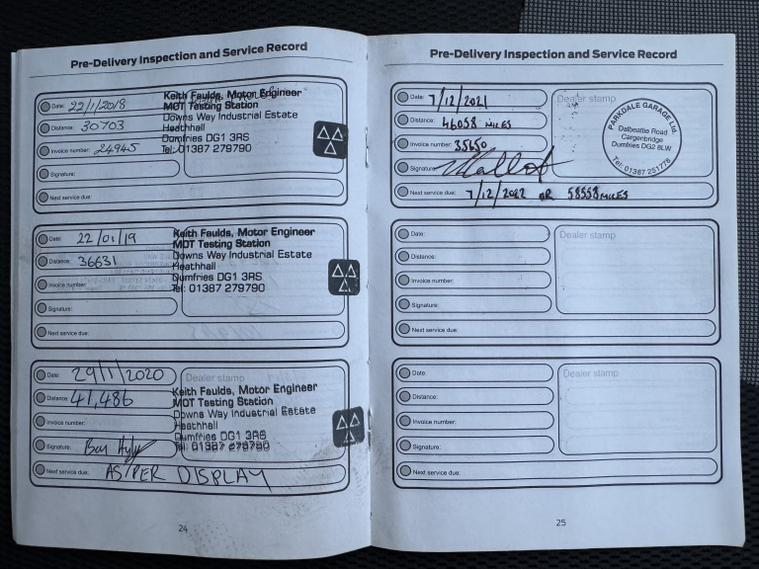 Pre-Delivery Inspection and Service Record
Date: 22/1/2018
Distance: 30703
Invoice number: 24945
Signature:
Next service due:
Keith Faulds, Motor Engineer
MOT Testing Station
Downs Way Industrial Estate
Heathhall
Dumfries DG1 3RS
Tel: 01387 279790
Date: 22/01/19
Distance: 36631
Invoice number:
Signature:
Next service due:
Keith Faulds, Motor Engineer
MOT Testing Station
Downs Way Industrial Estate
Heathhall
Dumfries DG1 3RS
Tel: 01387 279790
Date: 29/1/2020
Distance: 41,486
Invoice number:
Signature:
Next service due: AS PER DISPLAY
Dealer stamp
Keith Faulds, Motor Engineer
MOT Testing Station
Downs Way Industrial Estate
Heathhall
Dumfries DG1 3RS
Tel: 01387 279790
24
Pre-Delivery Inspection and Service Record
Date: 7/12/2021
Distance: 46058 MILES
Invoice number: 35650
Signature:
Next service due: 7/12/2022 OR 58558 MILES
Dealer stamp
PARKDALE GARAGE Ltd.
Dalbeattie Road
Cargenbridge
Dumfries DG2 8LW
Tel: 01387 251776
Date:
Distance:
Invoice number:
Signature:
Next service due:
Dealer stamp
Date:
Distance:
Invoice number:
Signature:
Next service due:
Dealer stamp
25